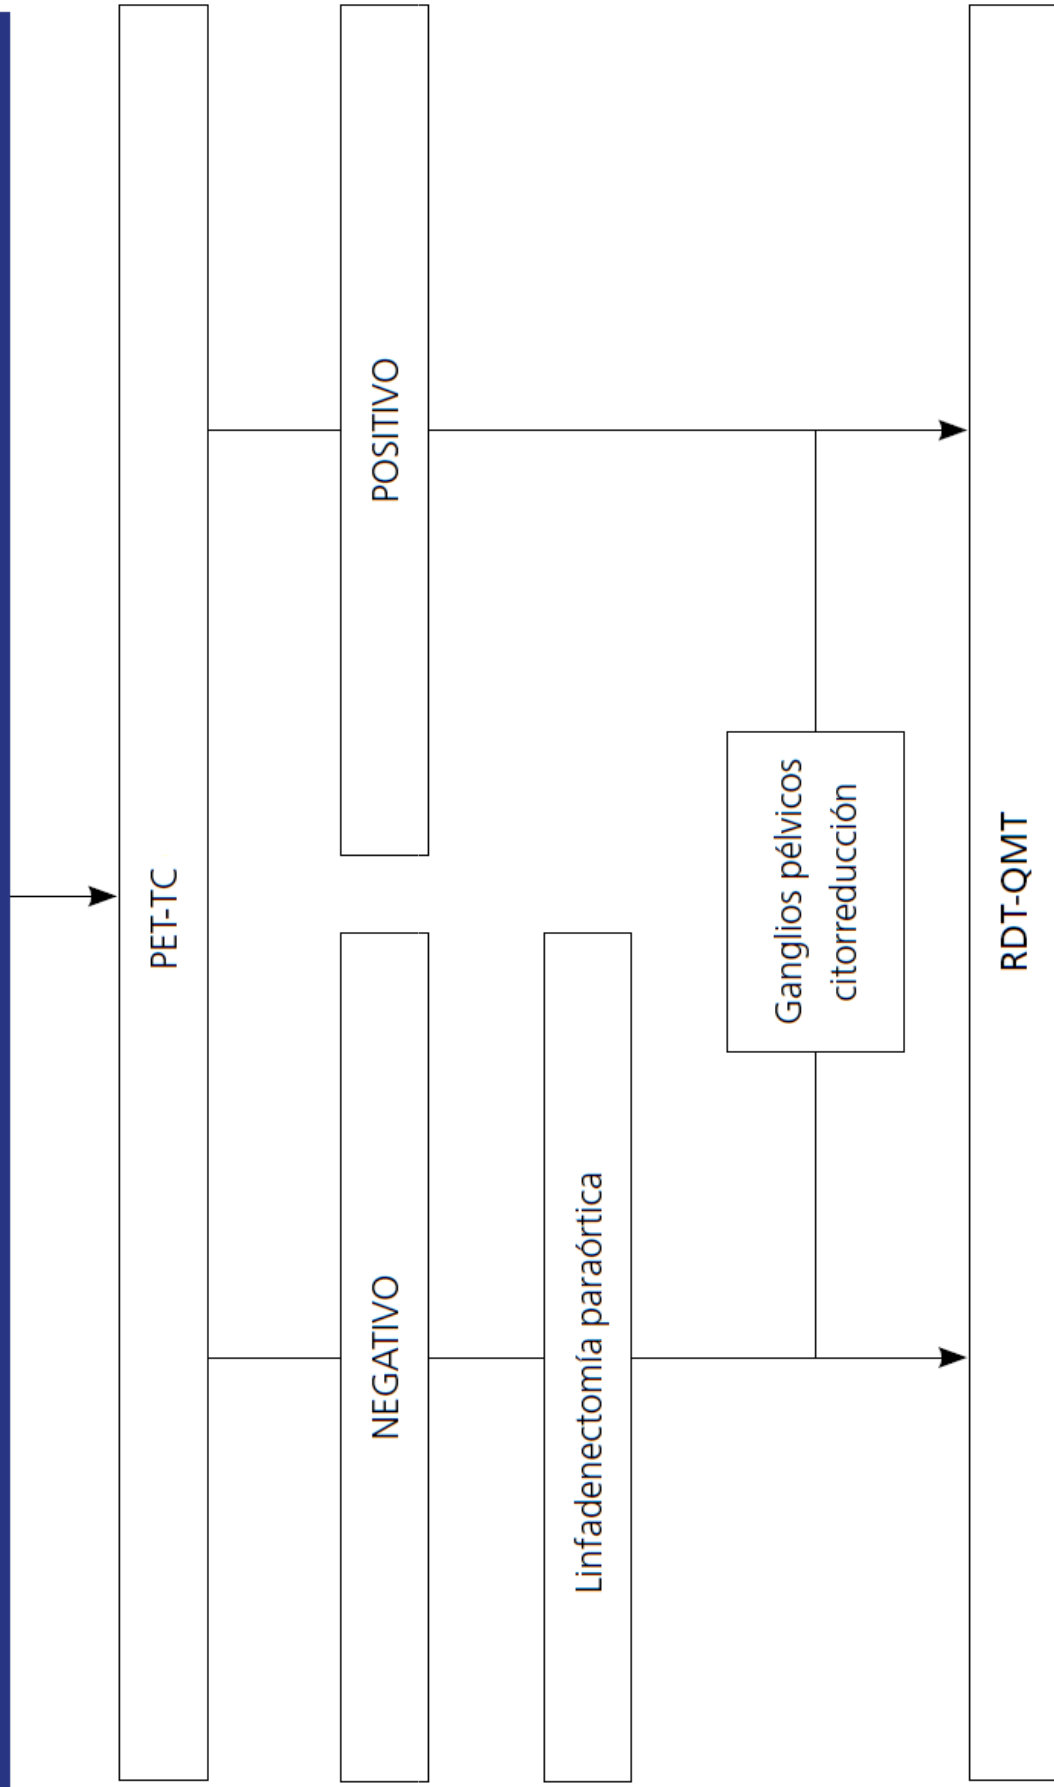 PET-TC
NEGATIVO
POSITIVO
Linfadenectomía paraórtica
Ganglios pélvicos
citorreducción
RDT-QMT